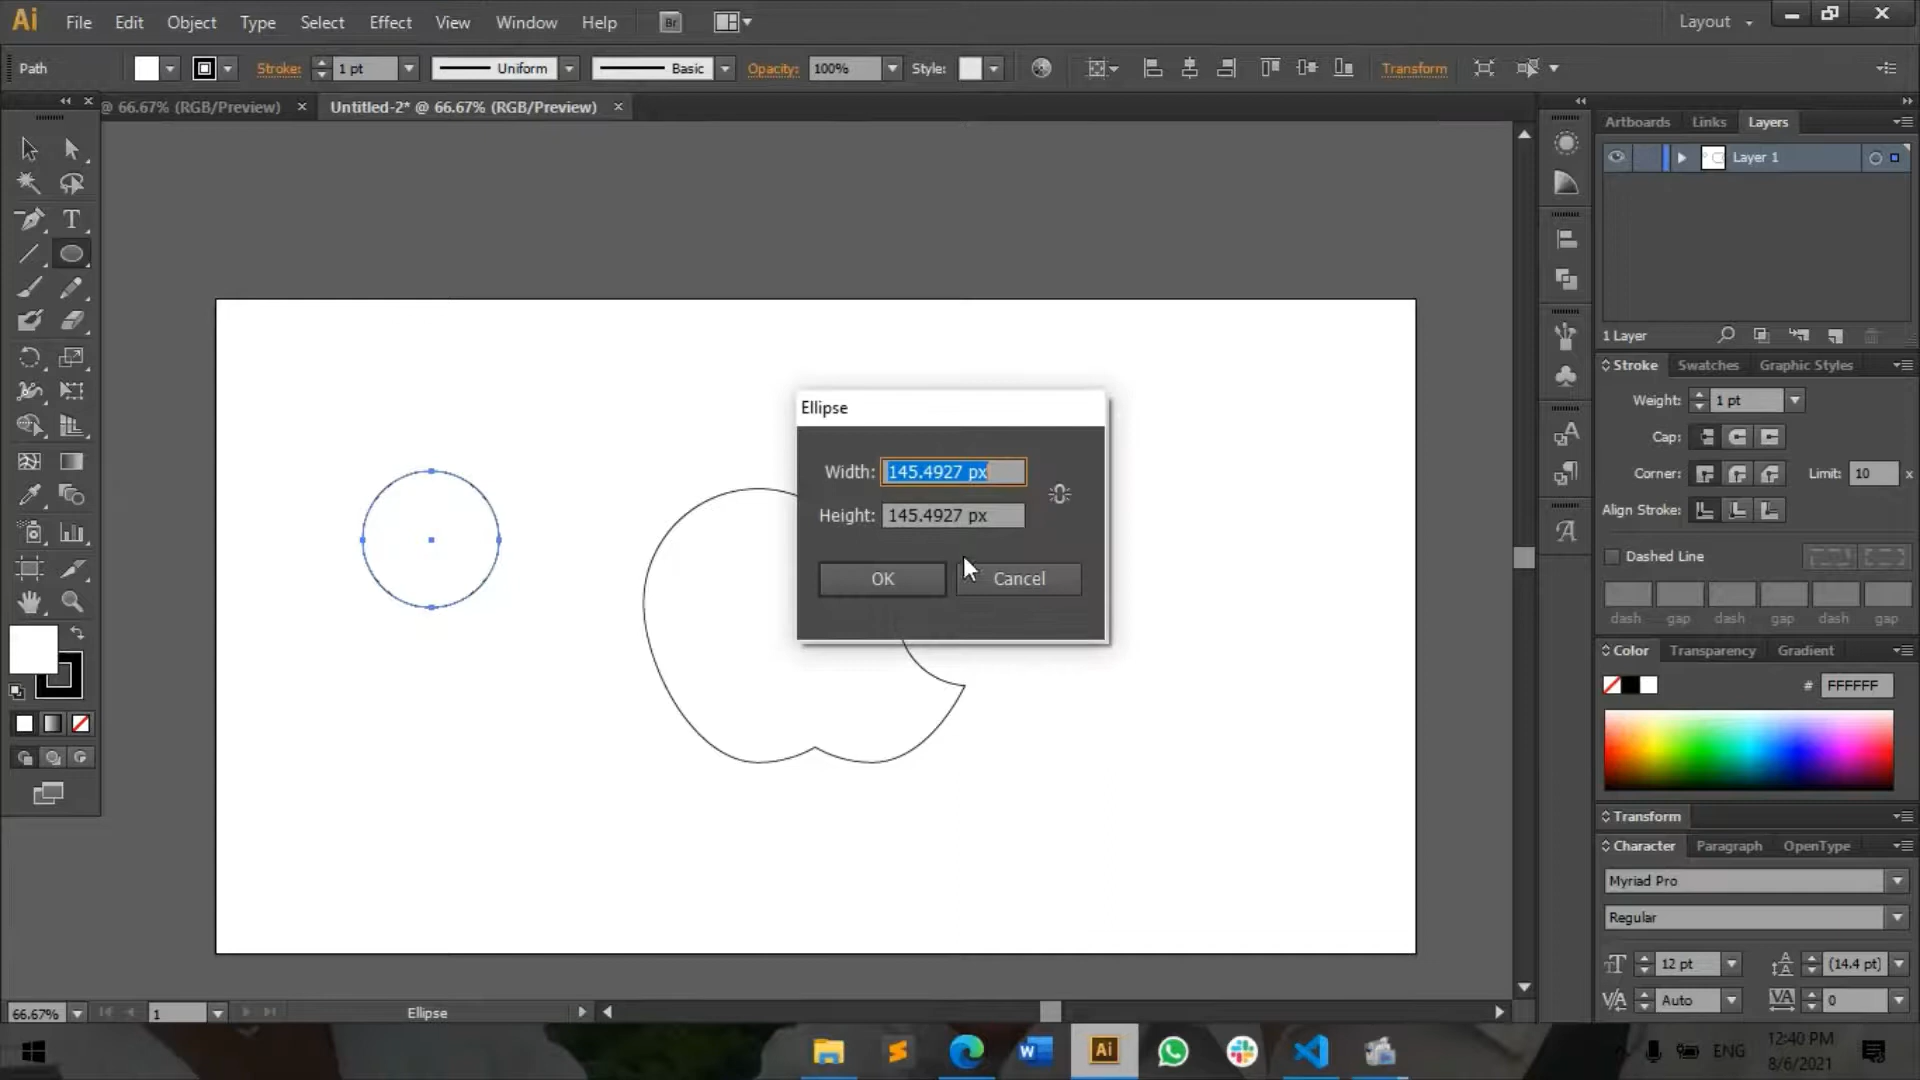 Ai File Edit Object Type Select Effect View Window Help Br Layout
Path Stroke: 1 pt Uniform Basic Opacity: 100% Style: Transform
@ 66.67% (RGB/Preview) × Untitled-2* @ 66.67% (RGB/Preview) ×
Artboards Links Layers
Layer 1
1 Layer
Stroke Swatches Graphic Styles
Weight: 1 pt
Cap:
Corner: Limit: 10 x
Align Stroke:
Dashed Line
dash gap dash gap dash gap
Color Transparency Gradient
# FFFFFF
Transform
Character Paragraph OpenType
Myriad Pro
Regular
12 pt (14.4 pt)
Auto 0
Ellipse
Width: 145.4927 px
Height: 145.4927 px
OK Cancel
66.67% 1 Ellipse
Ai
ENG
12:40 PM
8/6/2021